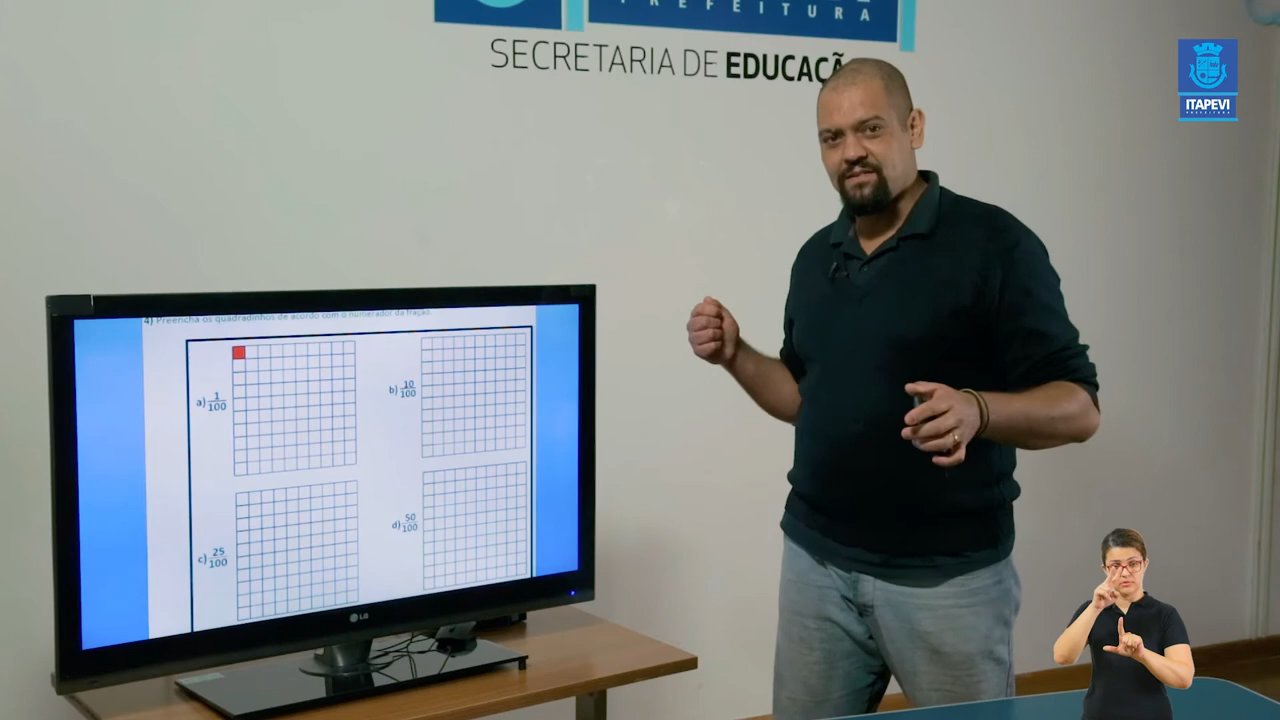 PREFEITURA
SECRETARIA DE EDUCAÇÃ
ITAPEVI
PREFEITURA
4) Preencha os quadradinhos de acordo com o numerador da fração.
a) 1/100
b) 10/100
c) 25/100
d) 50/100
LG